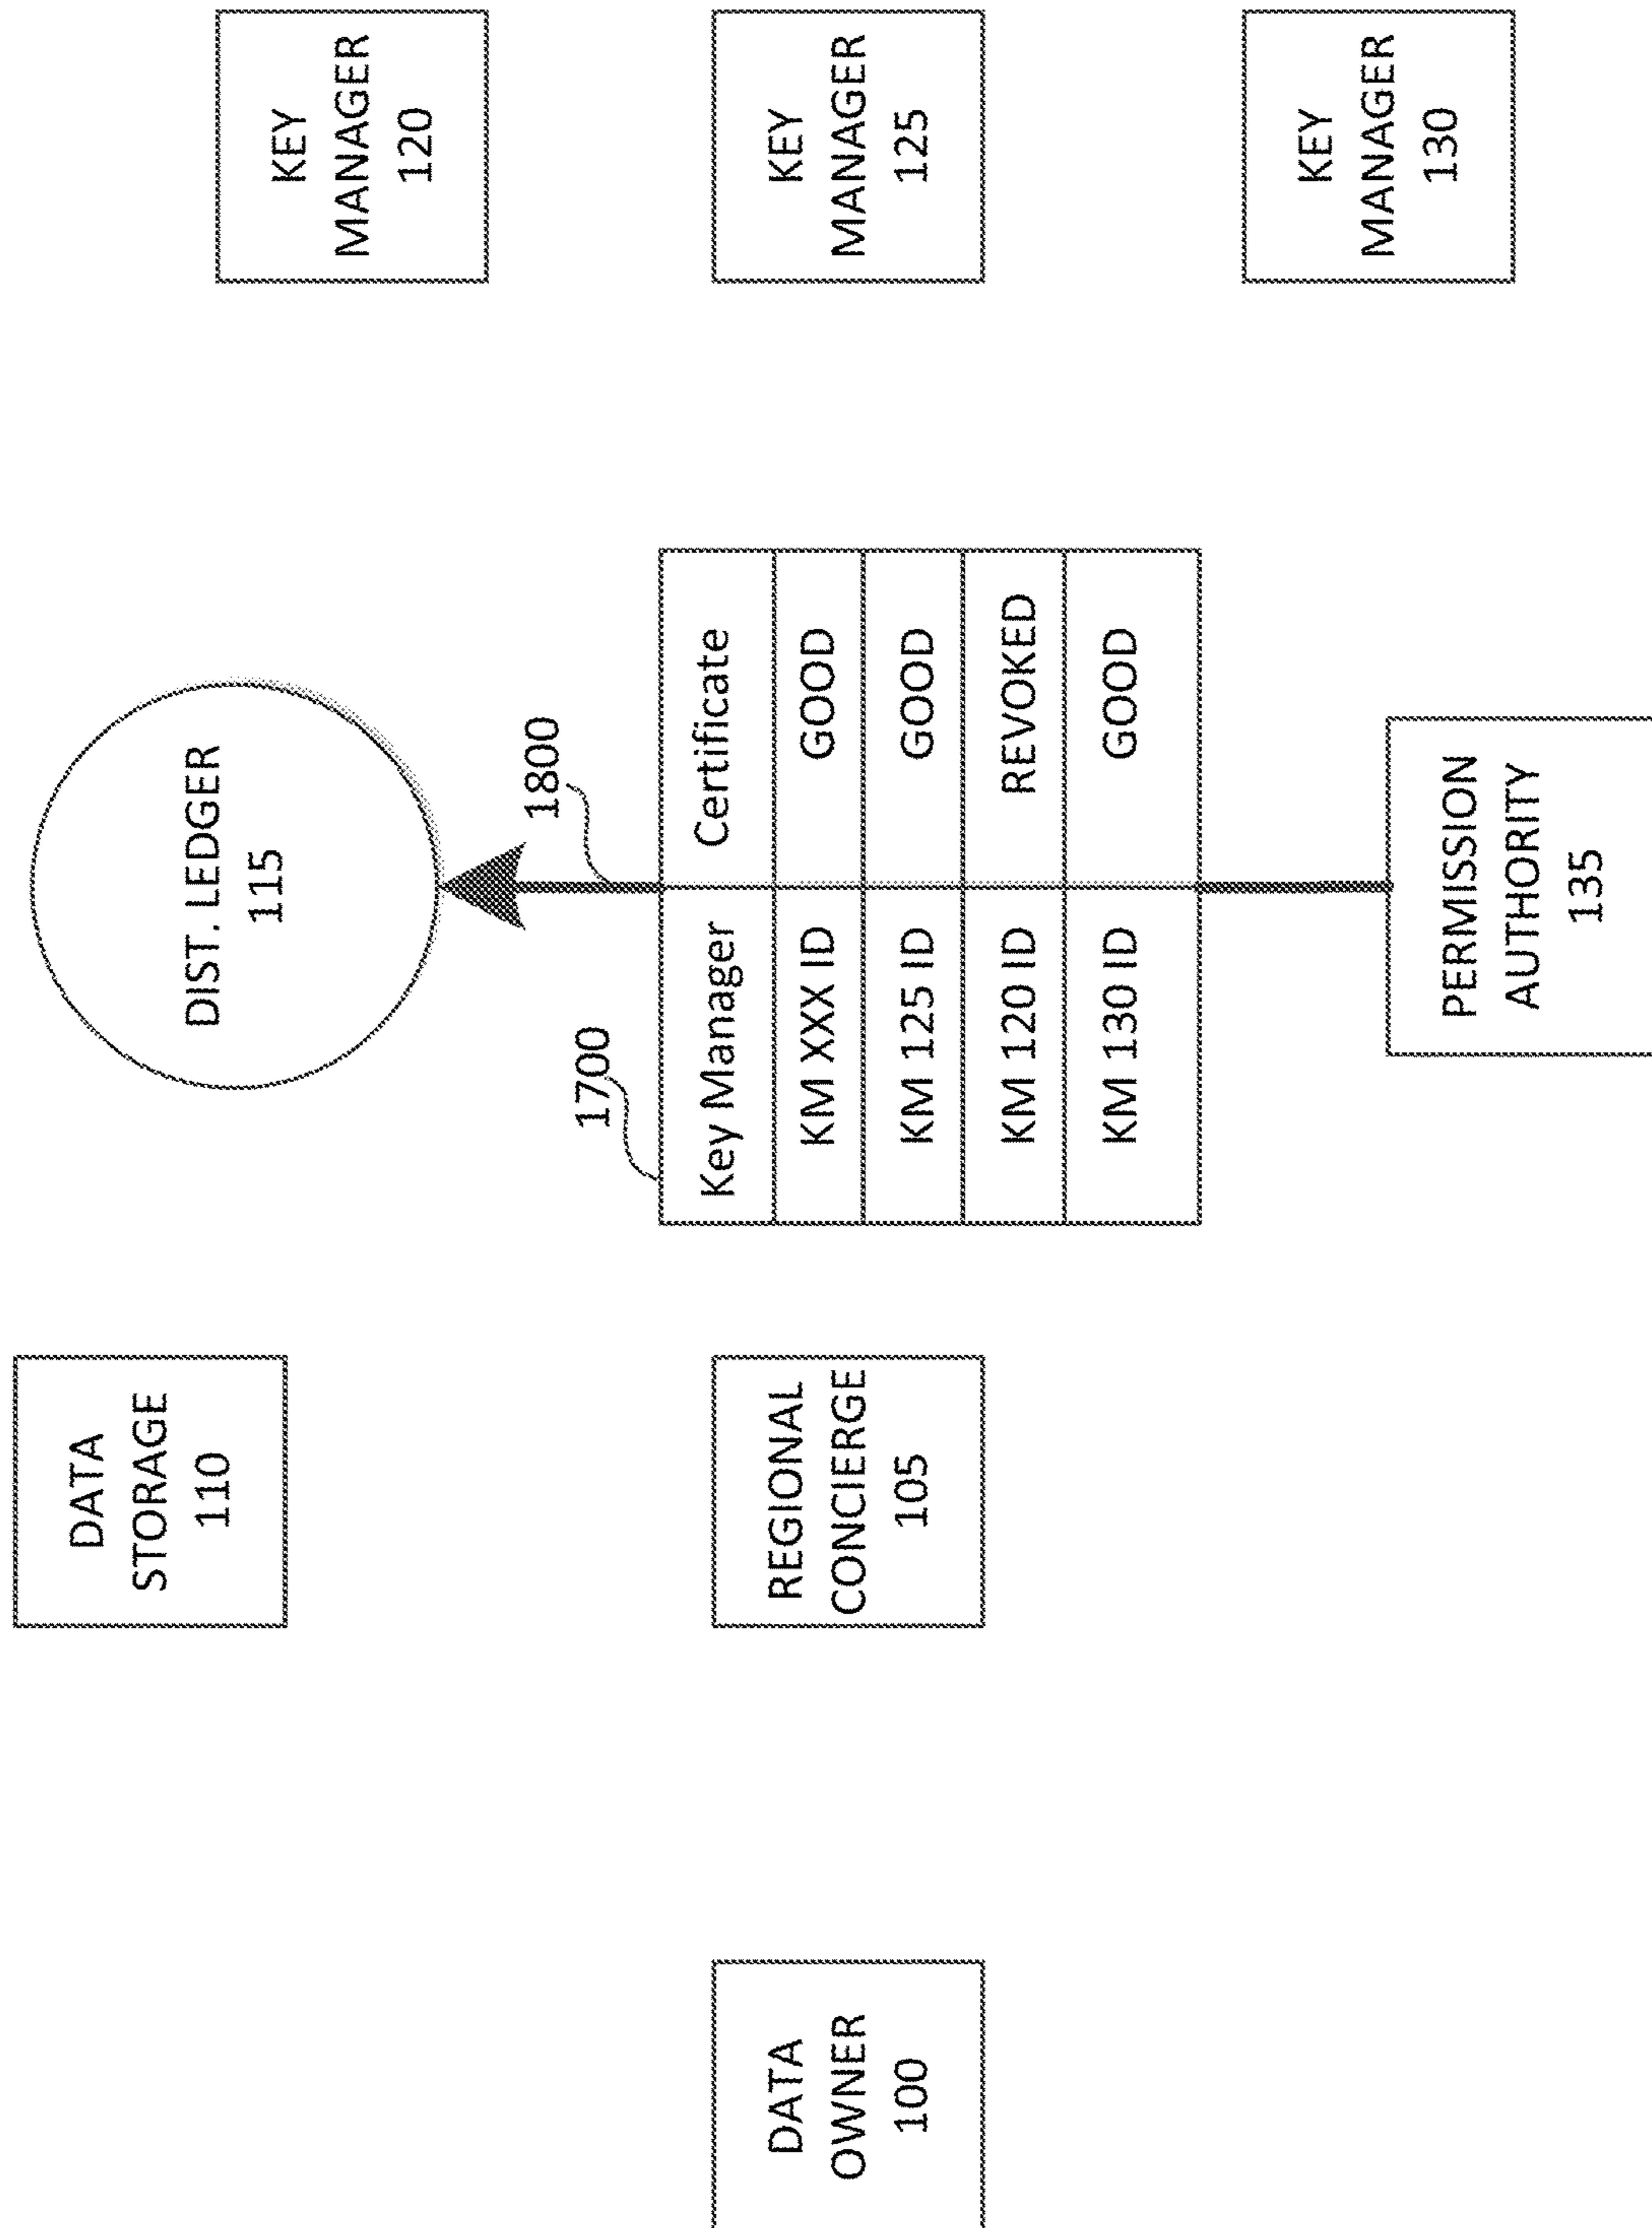 DATA
STORAGE
110
DIST. LEDGER
115
KEY
MANAGER
120
1700
1800
DATA
OWNER
100
REGIONAL
CONCIERGE
105
Key Manager Certificate
KM XXX ID GOOD
KM 125 ID GOOD
KM 120 ID REVOKED
KM 130 ID GOOD
KEY
MANAGER
125
KEY
MANAGER
130
PERMISSION
AUTHORITY
135